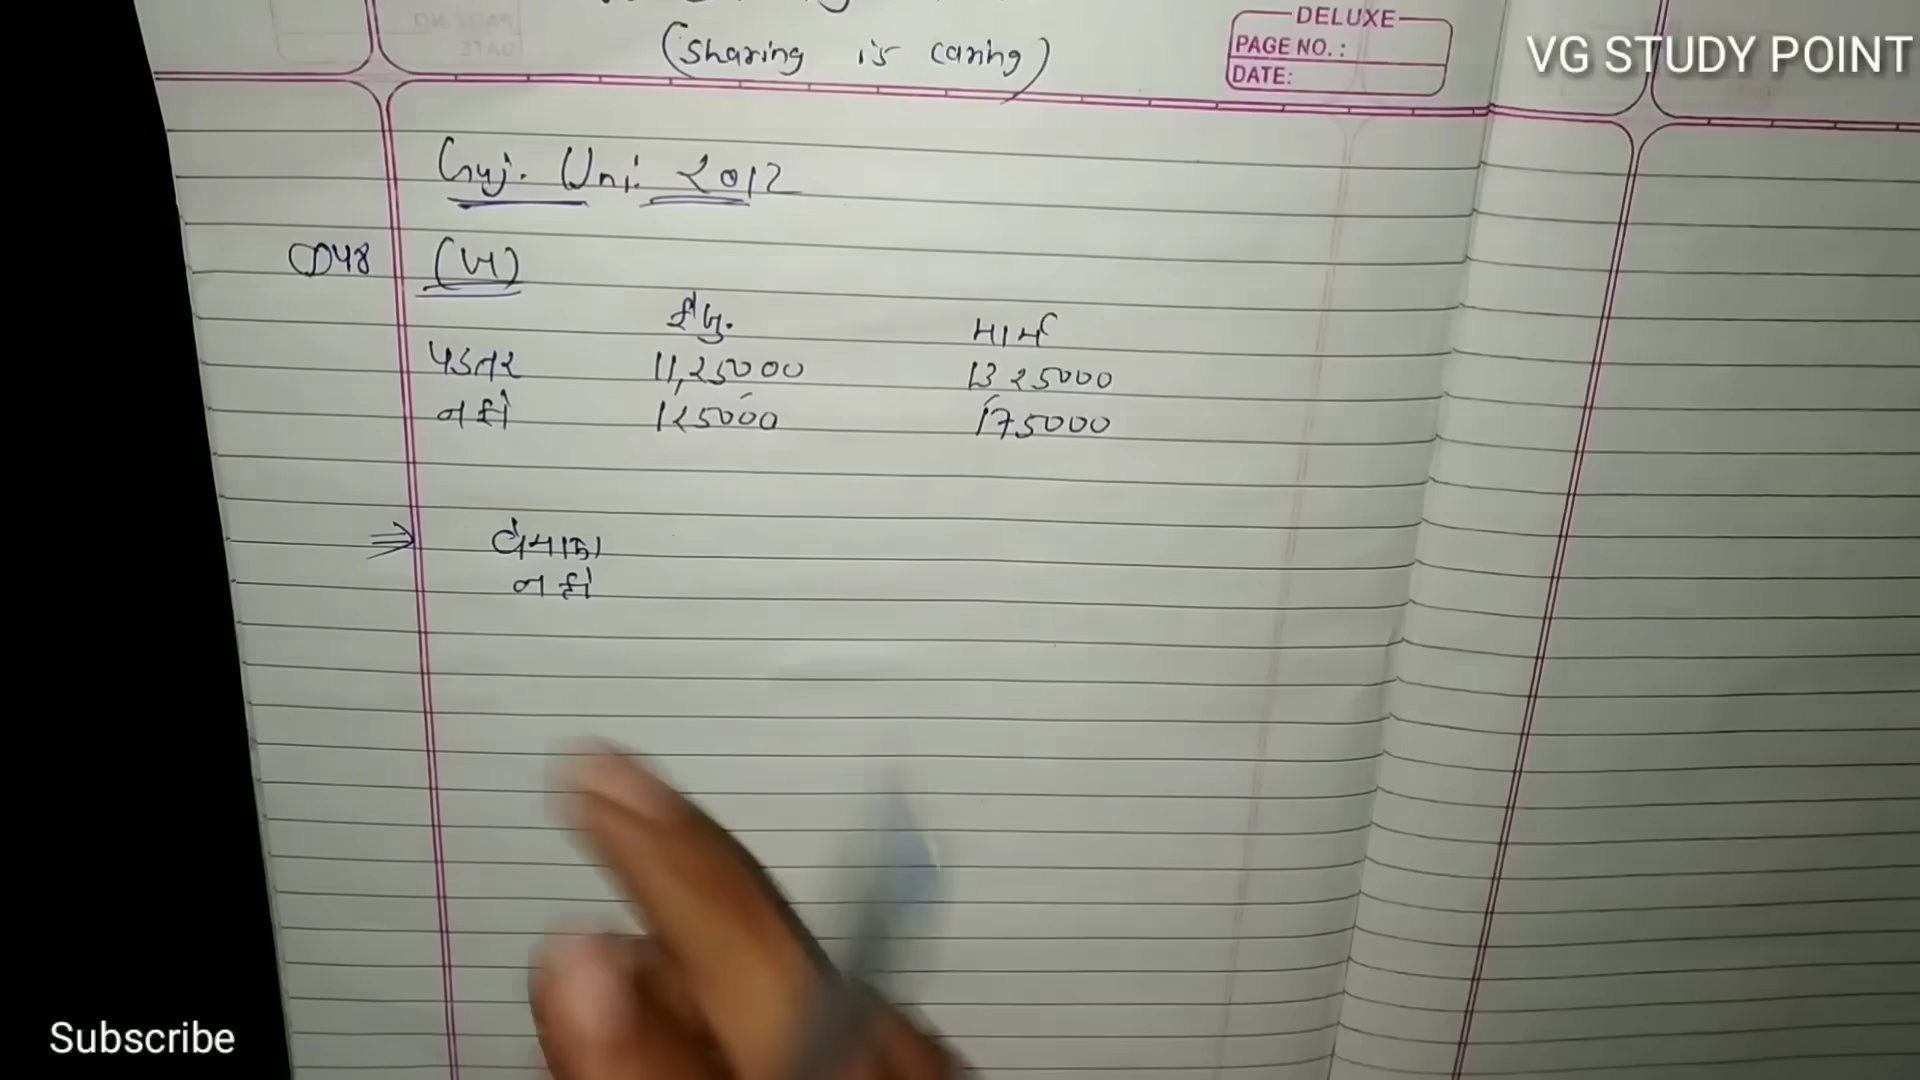 (sharing is caring)
DELUXE
PAGE NO. :
DATE:
VG STUDY POINT
Guj. Uni. 2012
(બ)
ફેબ્રુ. માર્ચ
પડતર 11,25000 1325000
નફો 125000 175000
⇒ વેચાણ
નફો
Subscribe